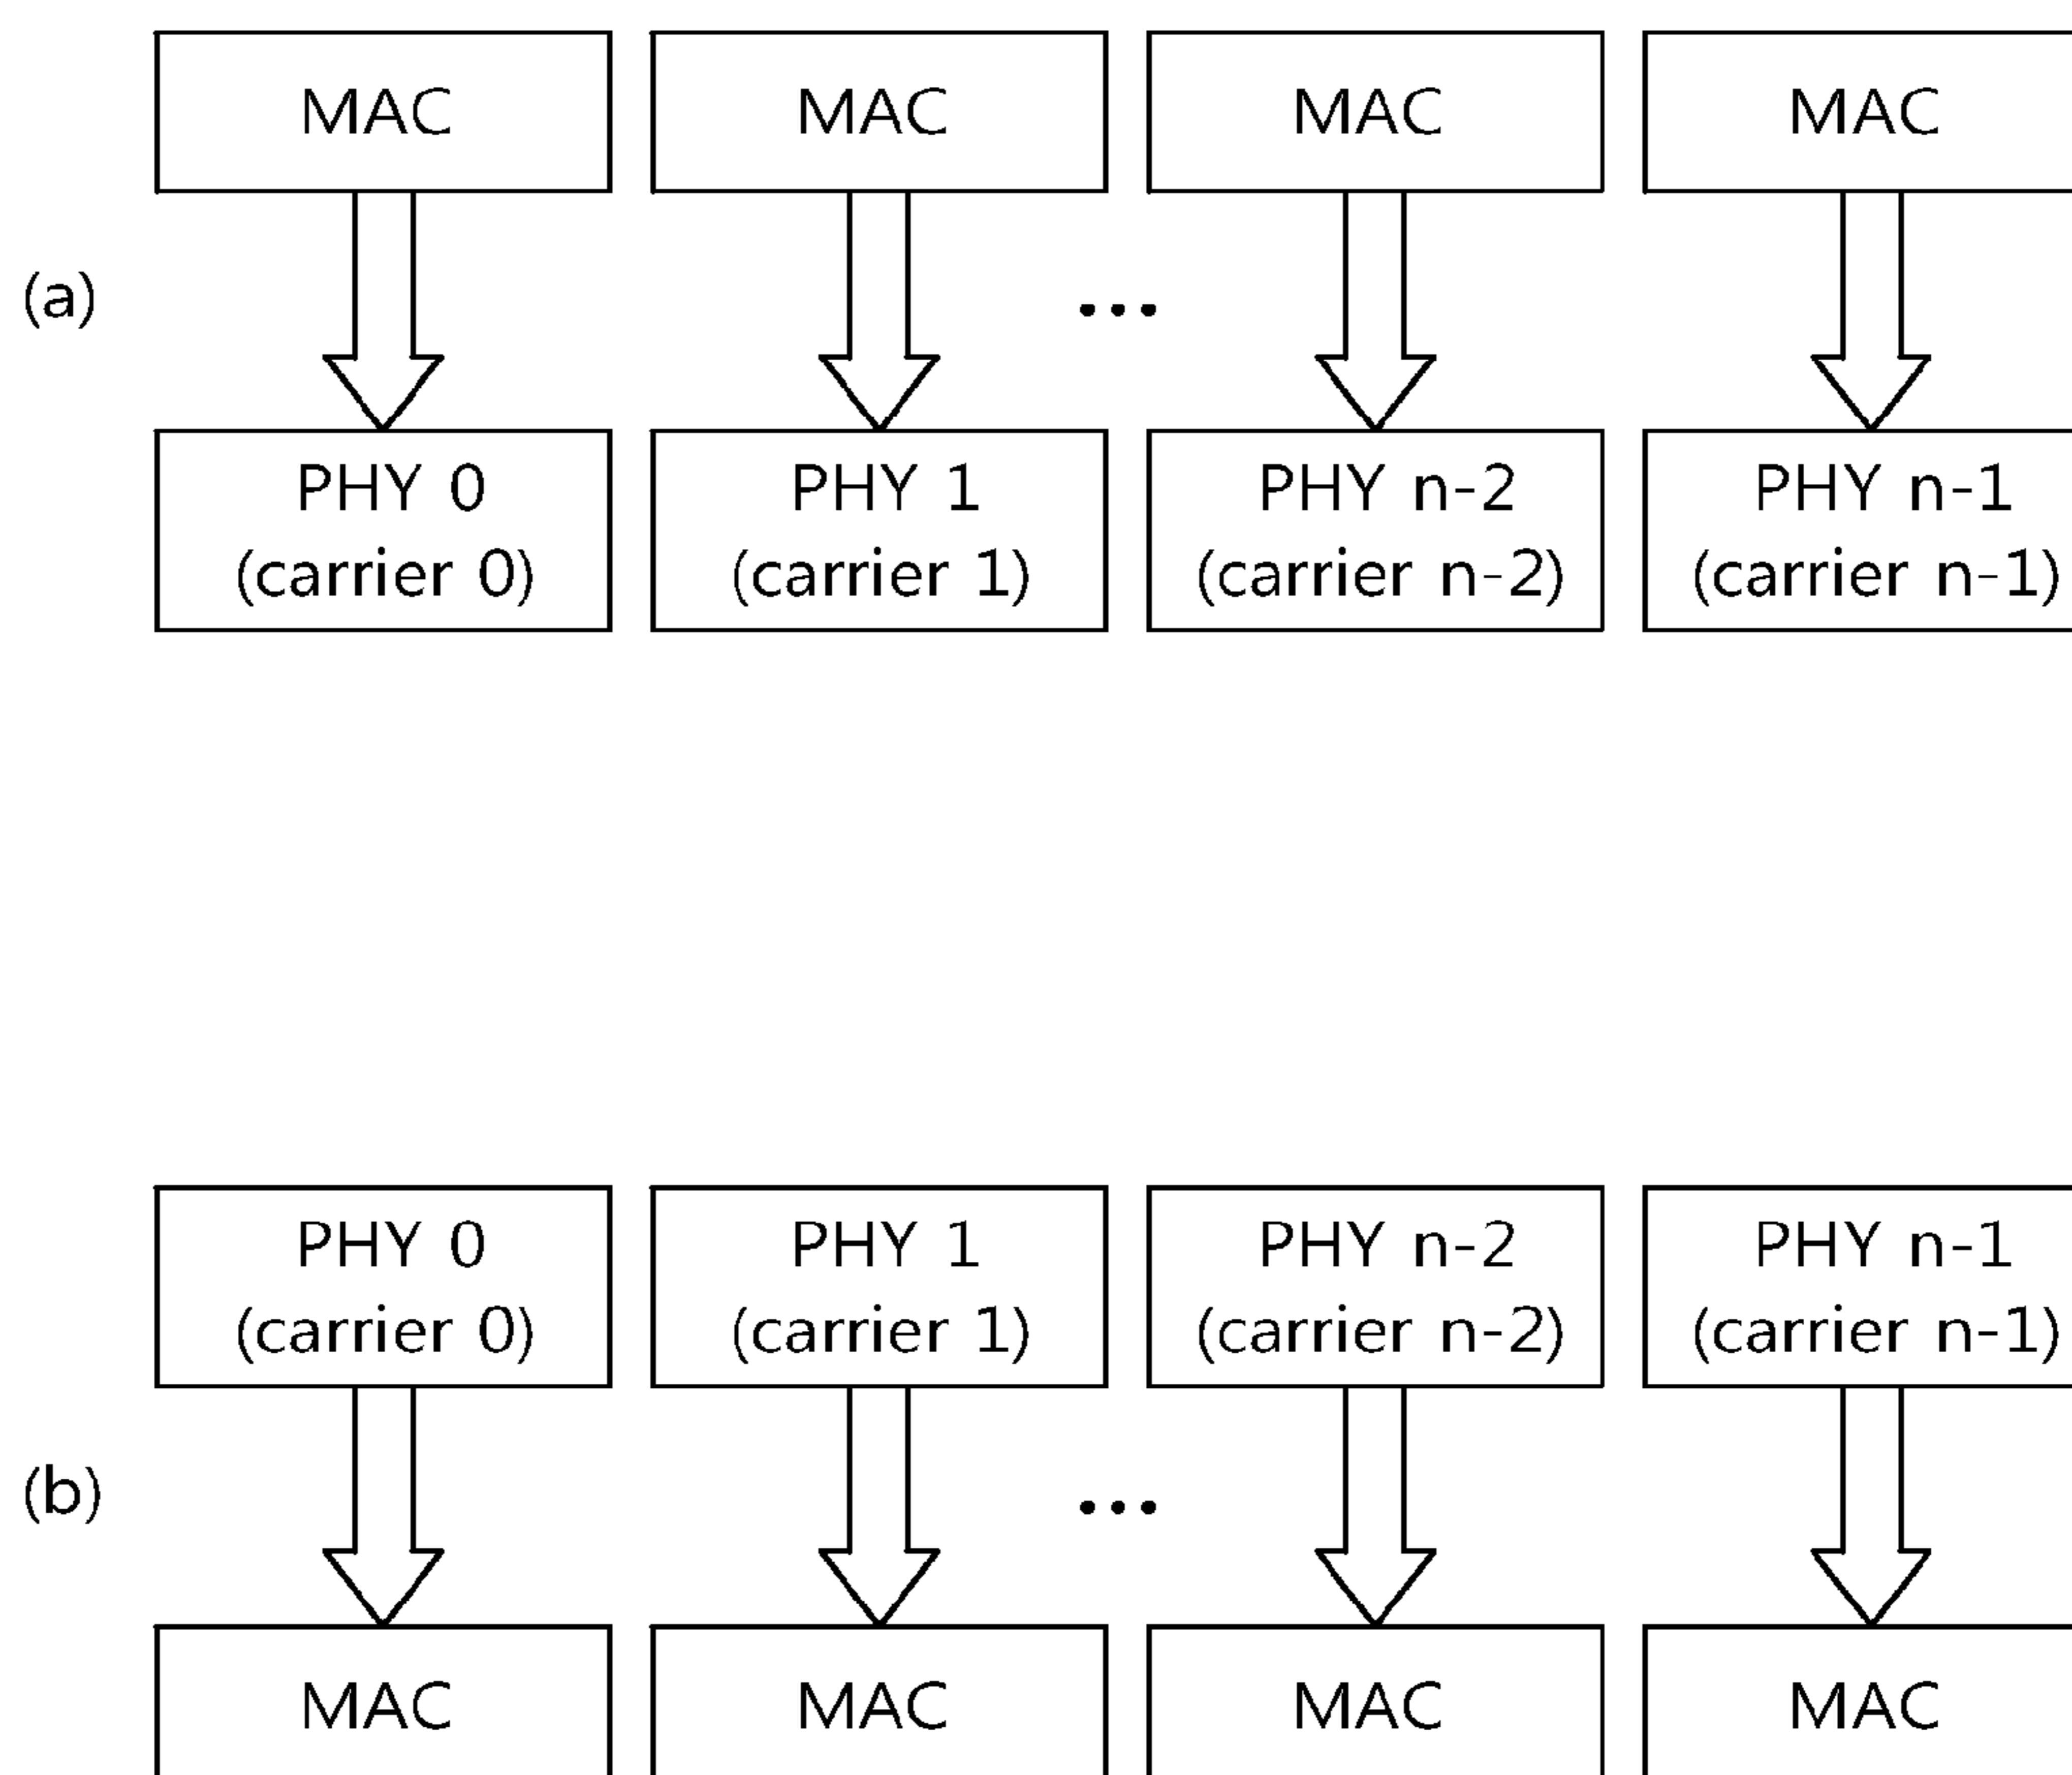 MAC MAC MAC MAC
(a)
...
PHY 0 PHY 1 PHY n-2 PHY n-1
(carrier 0) (carrier 1) (carrier n-2) (carrier n-1)
PHY 0 PHY 1 PHY n-2 PHY n-1
(carrier 0) (carrier 1) (carrier n-2) (carrier n-1)
(b)
...
MAC MAC MAC MAC